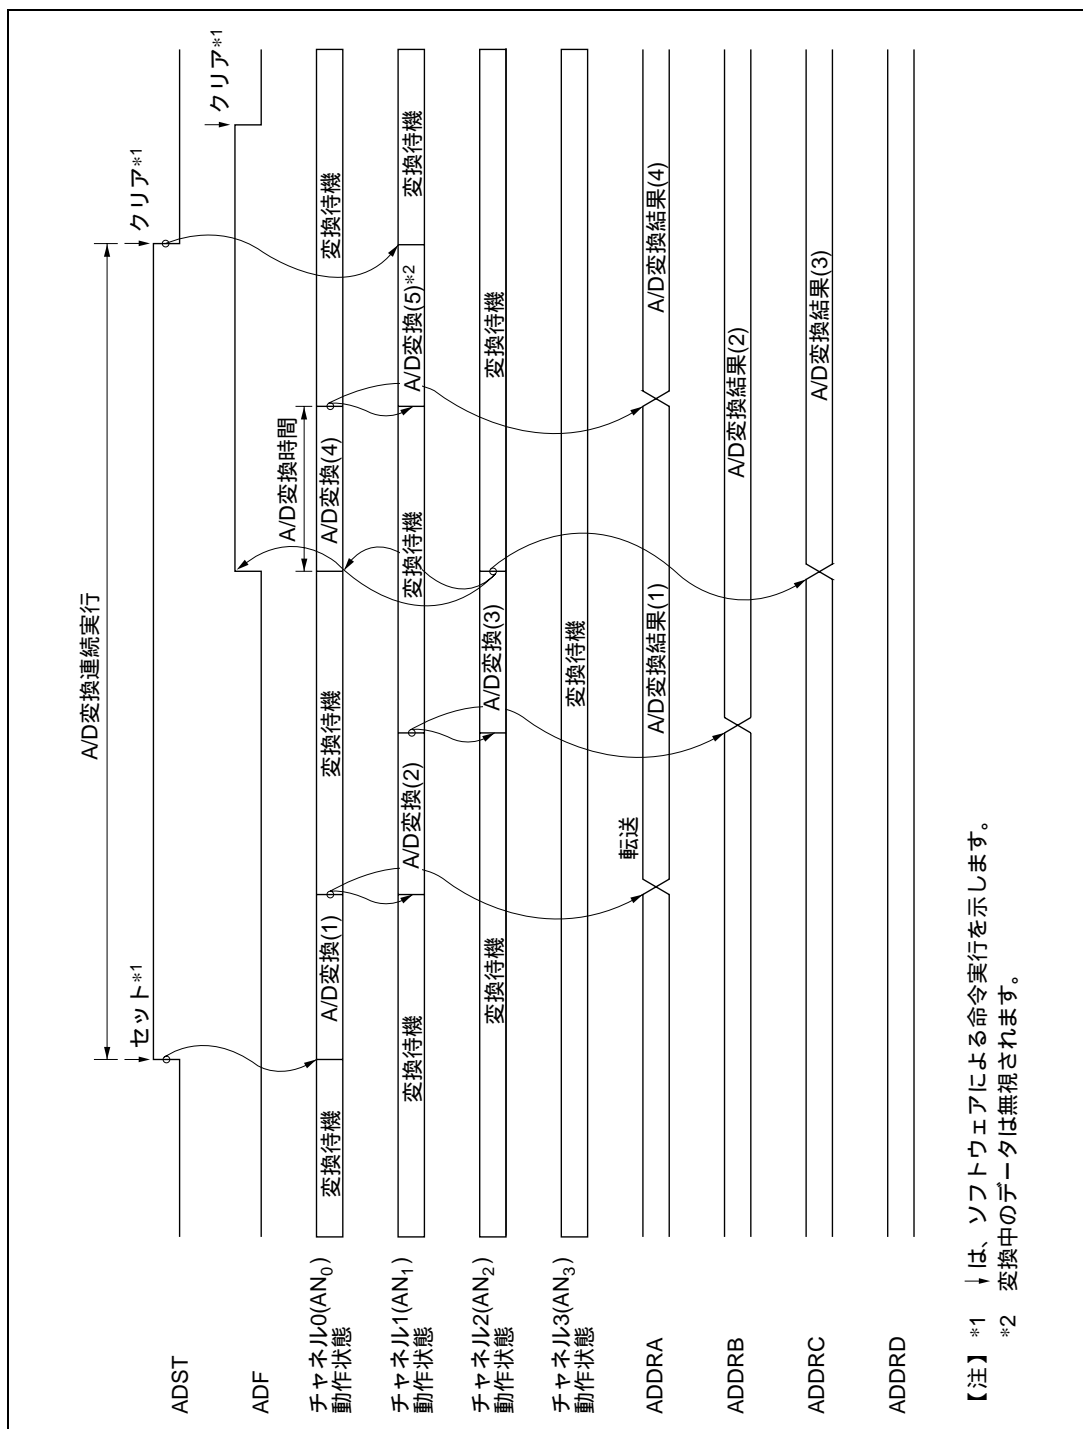 A/D変換連続実行
セット*1
クリア*1
ADST
クリア*1
ADF
A/D変換時間
チャネル0(AN0)
動作状態
変換待機
A/D変換(1)
変換待機
A/D変換(4)
変換待機
チャネル1(AN1)
動作状態
変換待機
A/D変換(2)
変換待機
A/D変換(5)*2
変換待機
チャネル2(AN2)
動作状態
変換待機
A/D変換(3)
変換待機
チャネル3(AN3)
動作状態
変換待機
転送
ADDRA
A/D変換結果(1)
A/D変換結果(4)
ADDRB
A/D変換結果(2)
ADDRC
A/D変換結果(3)
ADDRD
【注】 *1 ↓は、ソフトウェアによる命令実行を示します。
*2 変換中のデータは無視されます。